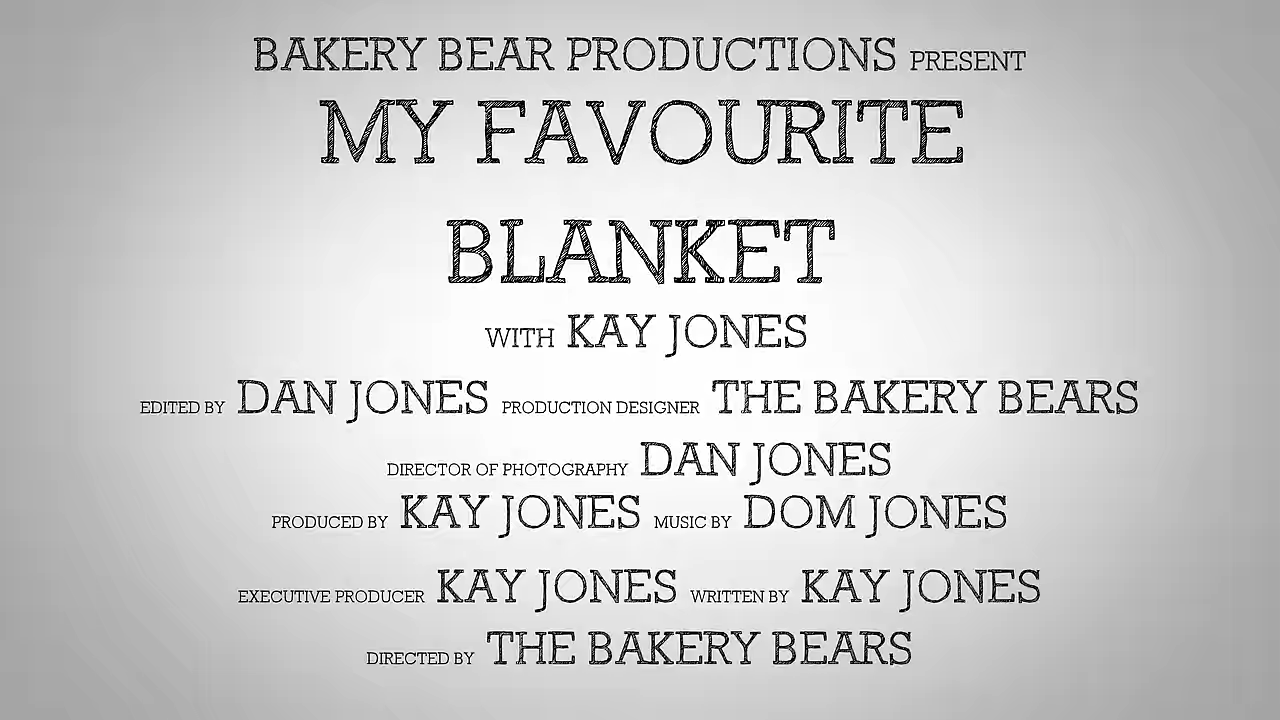 BAKERY BEAR PRODUCTIONS PRESENT
MY FAVOURITE
BLANKET
WITH KAY JONES
EDITED BY DAN JONES PRODUCTION DESIGNER THE BAKERY BEARS
DIRECTOR OF PHOTOGRAPHY DAN JONES
PRODUCED BY KAY JONES MUSIC BY DOM JONES
EXECUTIVE PRODUCER KAY JONES WRITTEN BY KAY JONES
DIRECTED BY THE BAKERY BEARS